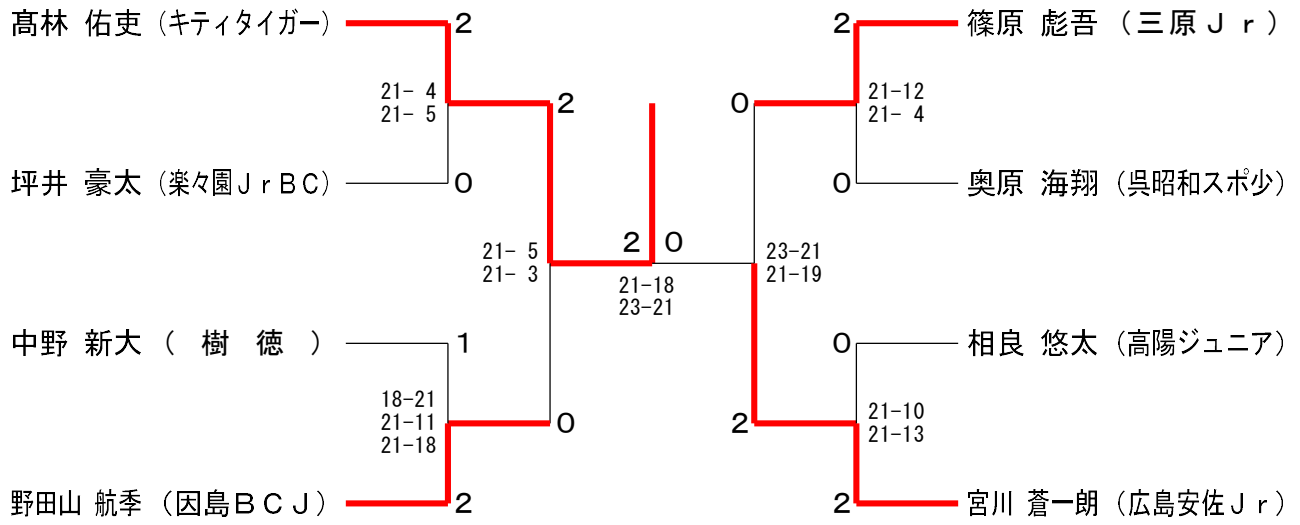 髙林 佑吏 (キティタイガー) 2
2 篠原 彪吾 (三原Jr)
21- 4
21- 5
2
0
21-12
21- 4
坪井 豪太 (楽々園JrBC) 0
0 奥原 海翔 (呉昭和スポ少)
21- 5
21- 3
2 0
21-18
23-21
23-21
21-19
中野 新大 ( 樹 徳 ) 1
0 相良 悠太 (高陽ジュニア)
18-21
21-11
21-18
0
2
21-10
21-13
野田山 航季 (因島BCJ) 2
2 宮川 蒼一朗 (広島安佐Jr)